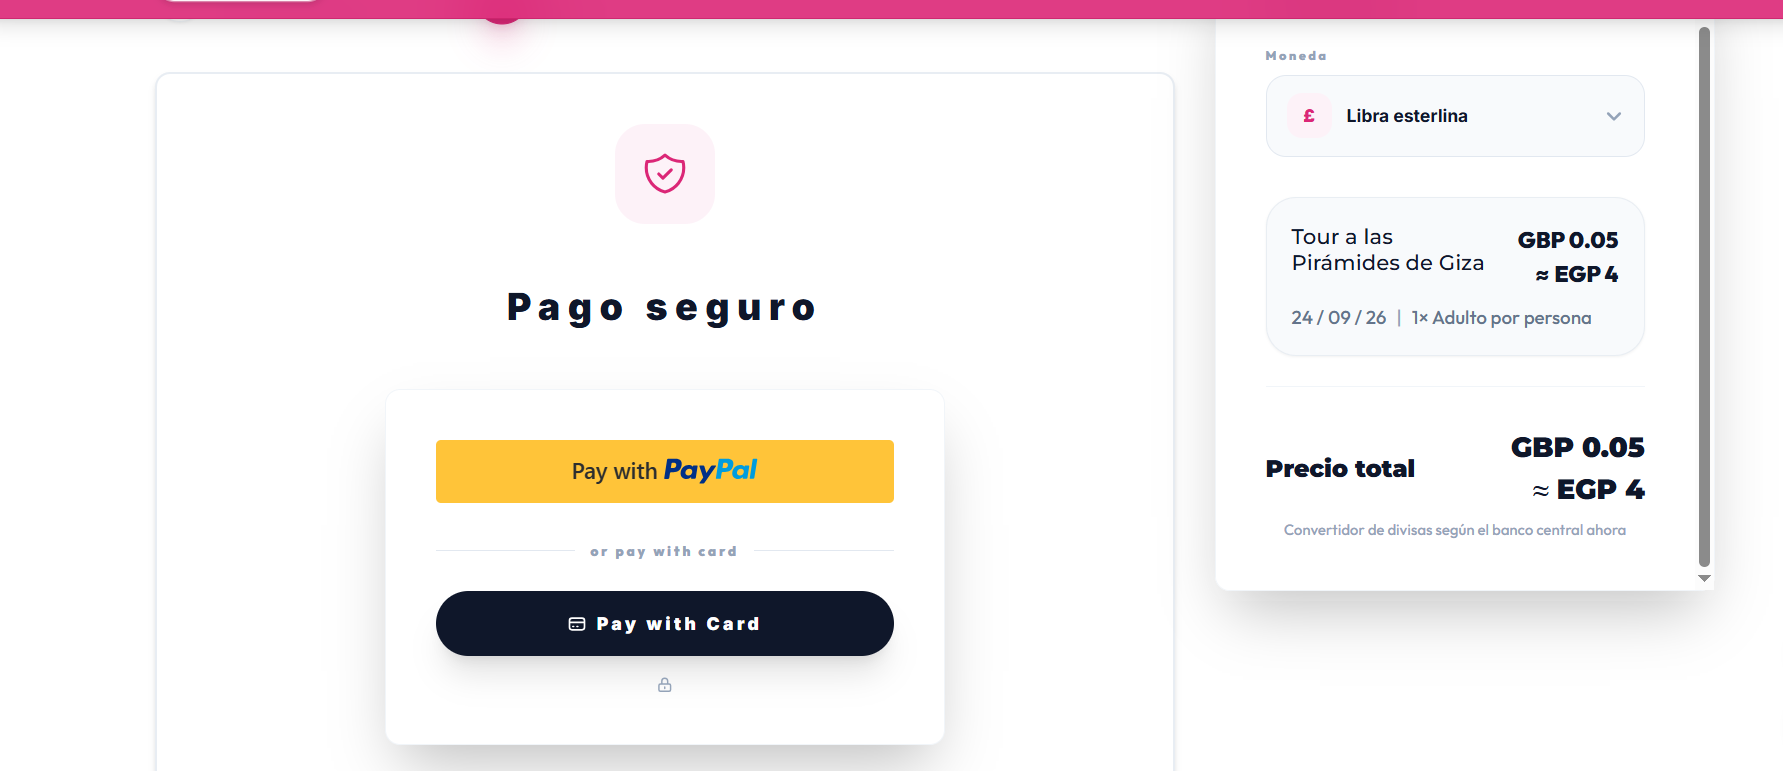 Pago seguro
Pay with PayPal
or pay with card
Pay with Card
Moneda
£ Libra esterlina
Tour a las
Pirámides de Giza
GBP 0.05
≈ EGP 4
24 / 09 / 26 | 1× Adulto por persona
Precio total
GBP 0.05
≈ EGP 4
Convertidor de divisas según el banco central ahora